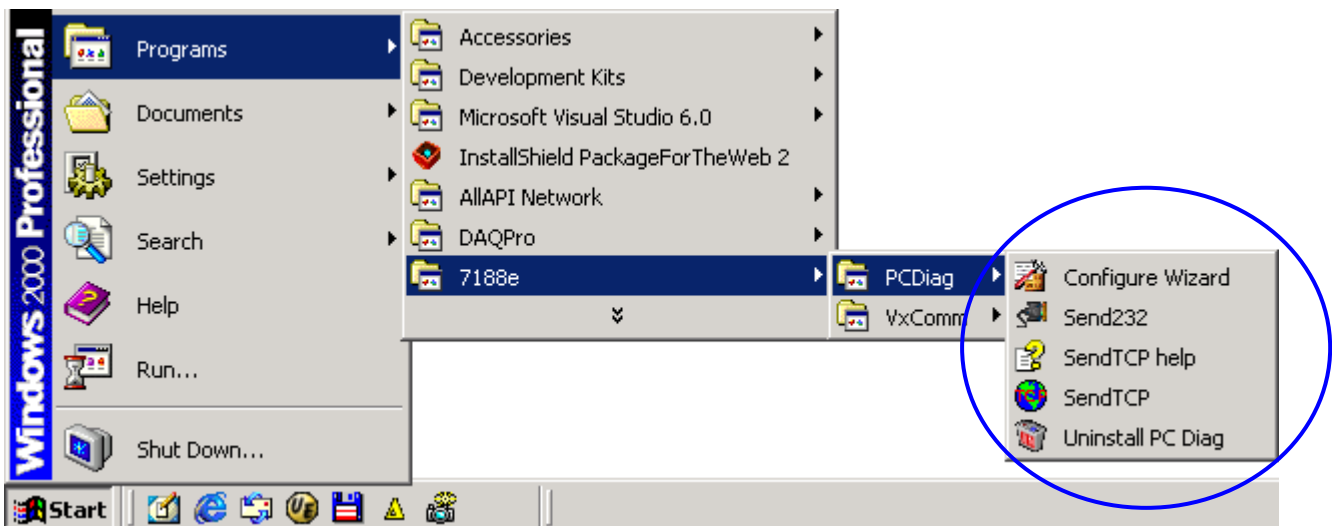 Windows 2000 Professional
Programs
Documents
Settings
Search
Help
Run...
Shut Down...
Accessories
Development Kits
Microsoft Visual Studio 6.0
InstallShield PackageForTheWeb 2
AllAPI Network
DAQPro
7188e
PCDiag
VxComm
Configure Wizard
Send232
SendTCP help
SendTCP
Uninstall PC Diag
Start